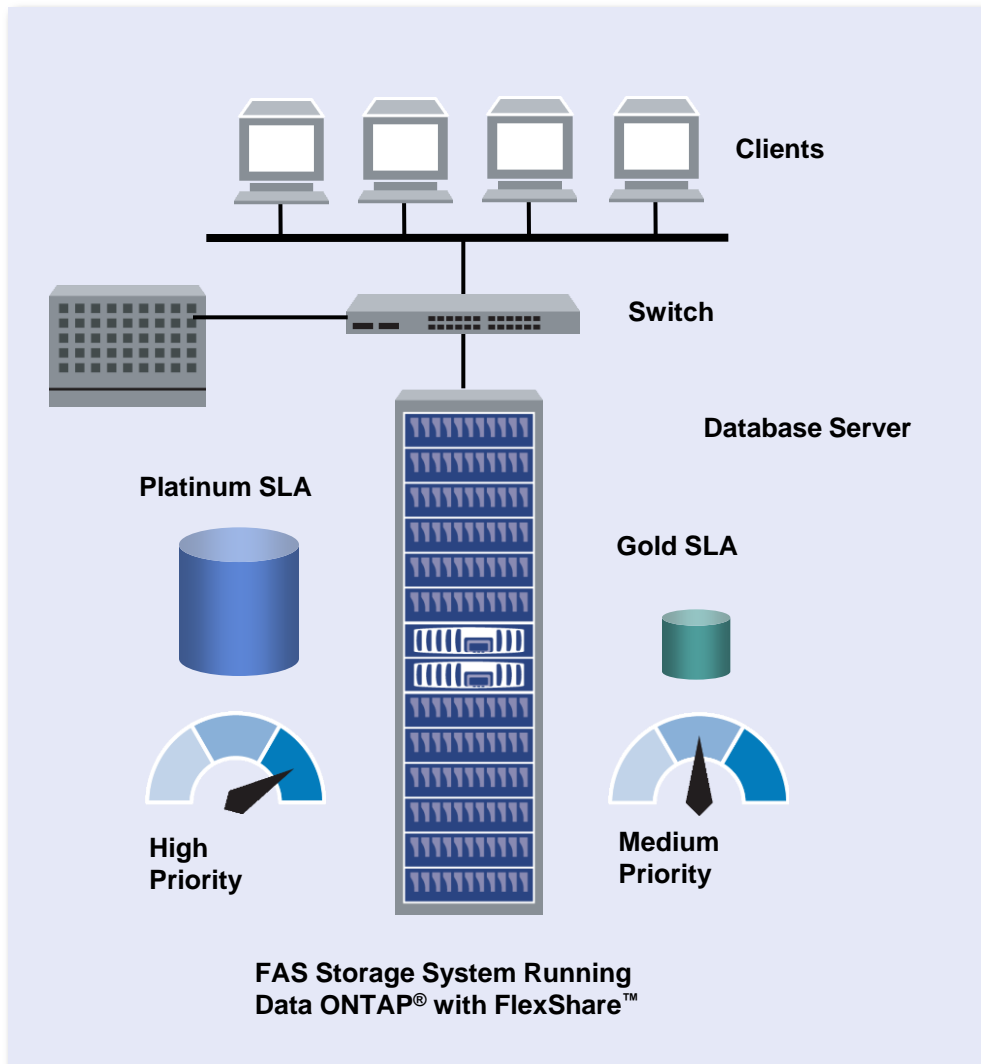 Clients
Switch
Database Server
Platinum SLA
Gold SLA
High
Priority
Medium
Priority
FAS Storage System Running
Data ONTAP® with FlexShare™